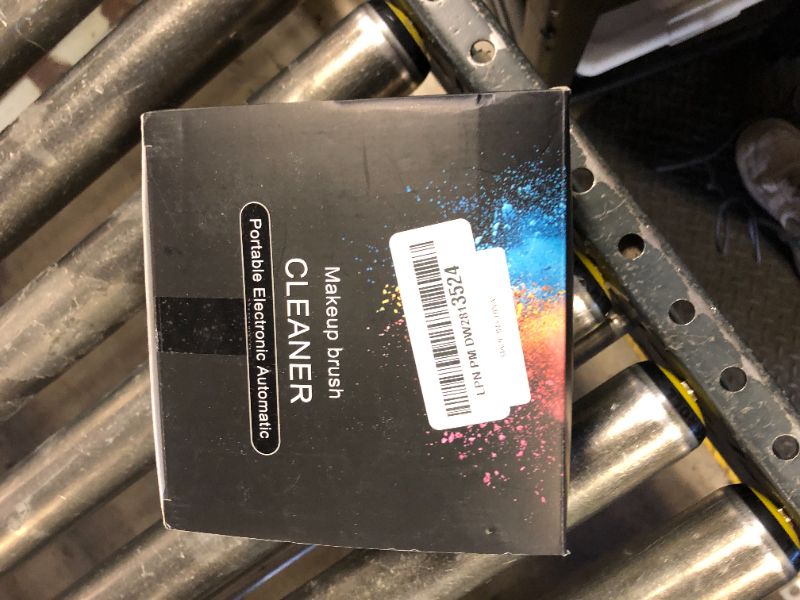 Makeup brush
CLEANER
Portable Electronic Automatic
LPN PM DW2813524